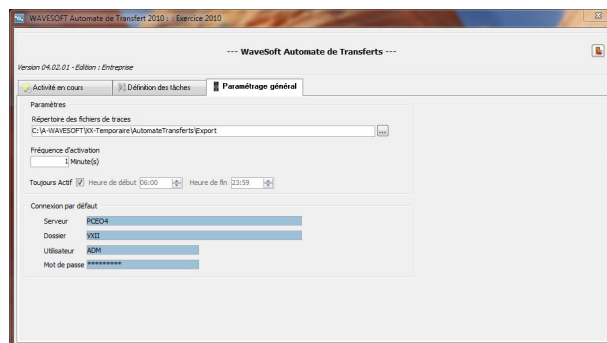 WAVESOFT Automate de Transfert 2010 : : Exercice 2010
--- WaveSoft Automate de Transferts ---
Version 04.02.01 - Edition : Entreprise
Activité en cours
Définition des tâches
Paramétrage général
Paramètres
Répertoire des fichiers de traces
C:\A-WAVESOFT\XX-Temporaire\AutomateTransferts\Export
...
Fréquence d'activation
1 Minute(s)
Toujours Actif Heure de début 06:00 Heure de fin 23:59
Connexion par défaut
Serveur PCEO4
Dossier VXII
Utilisateur ADM
Mot de passe *********